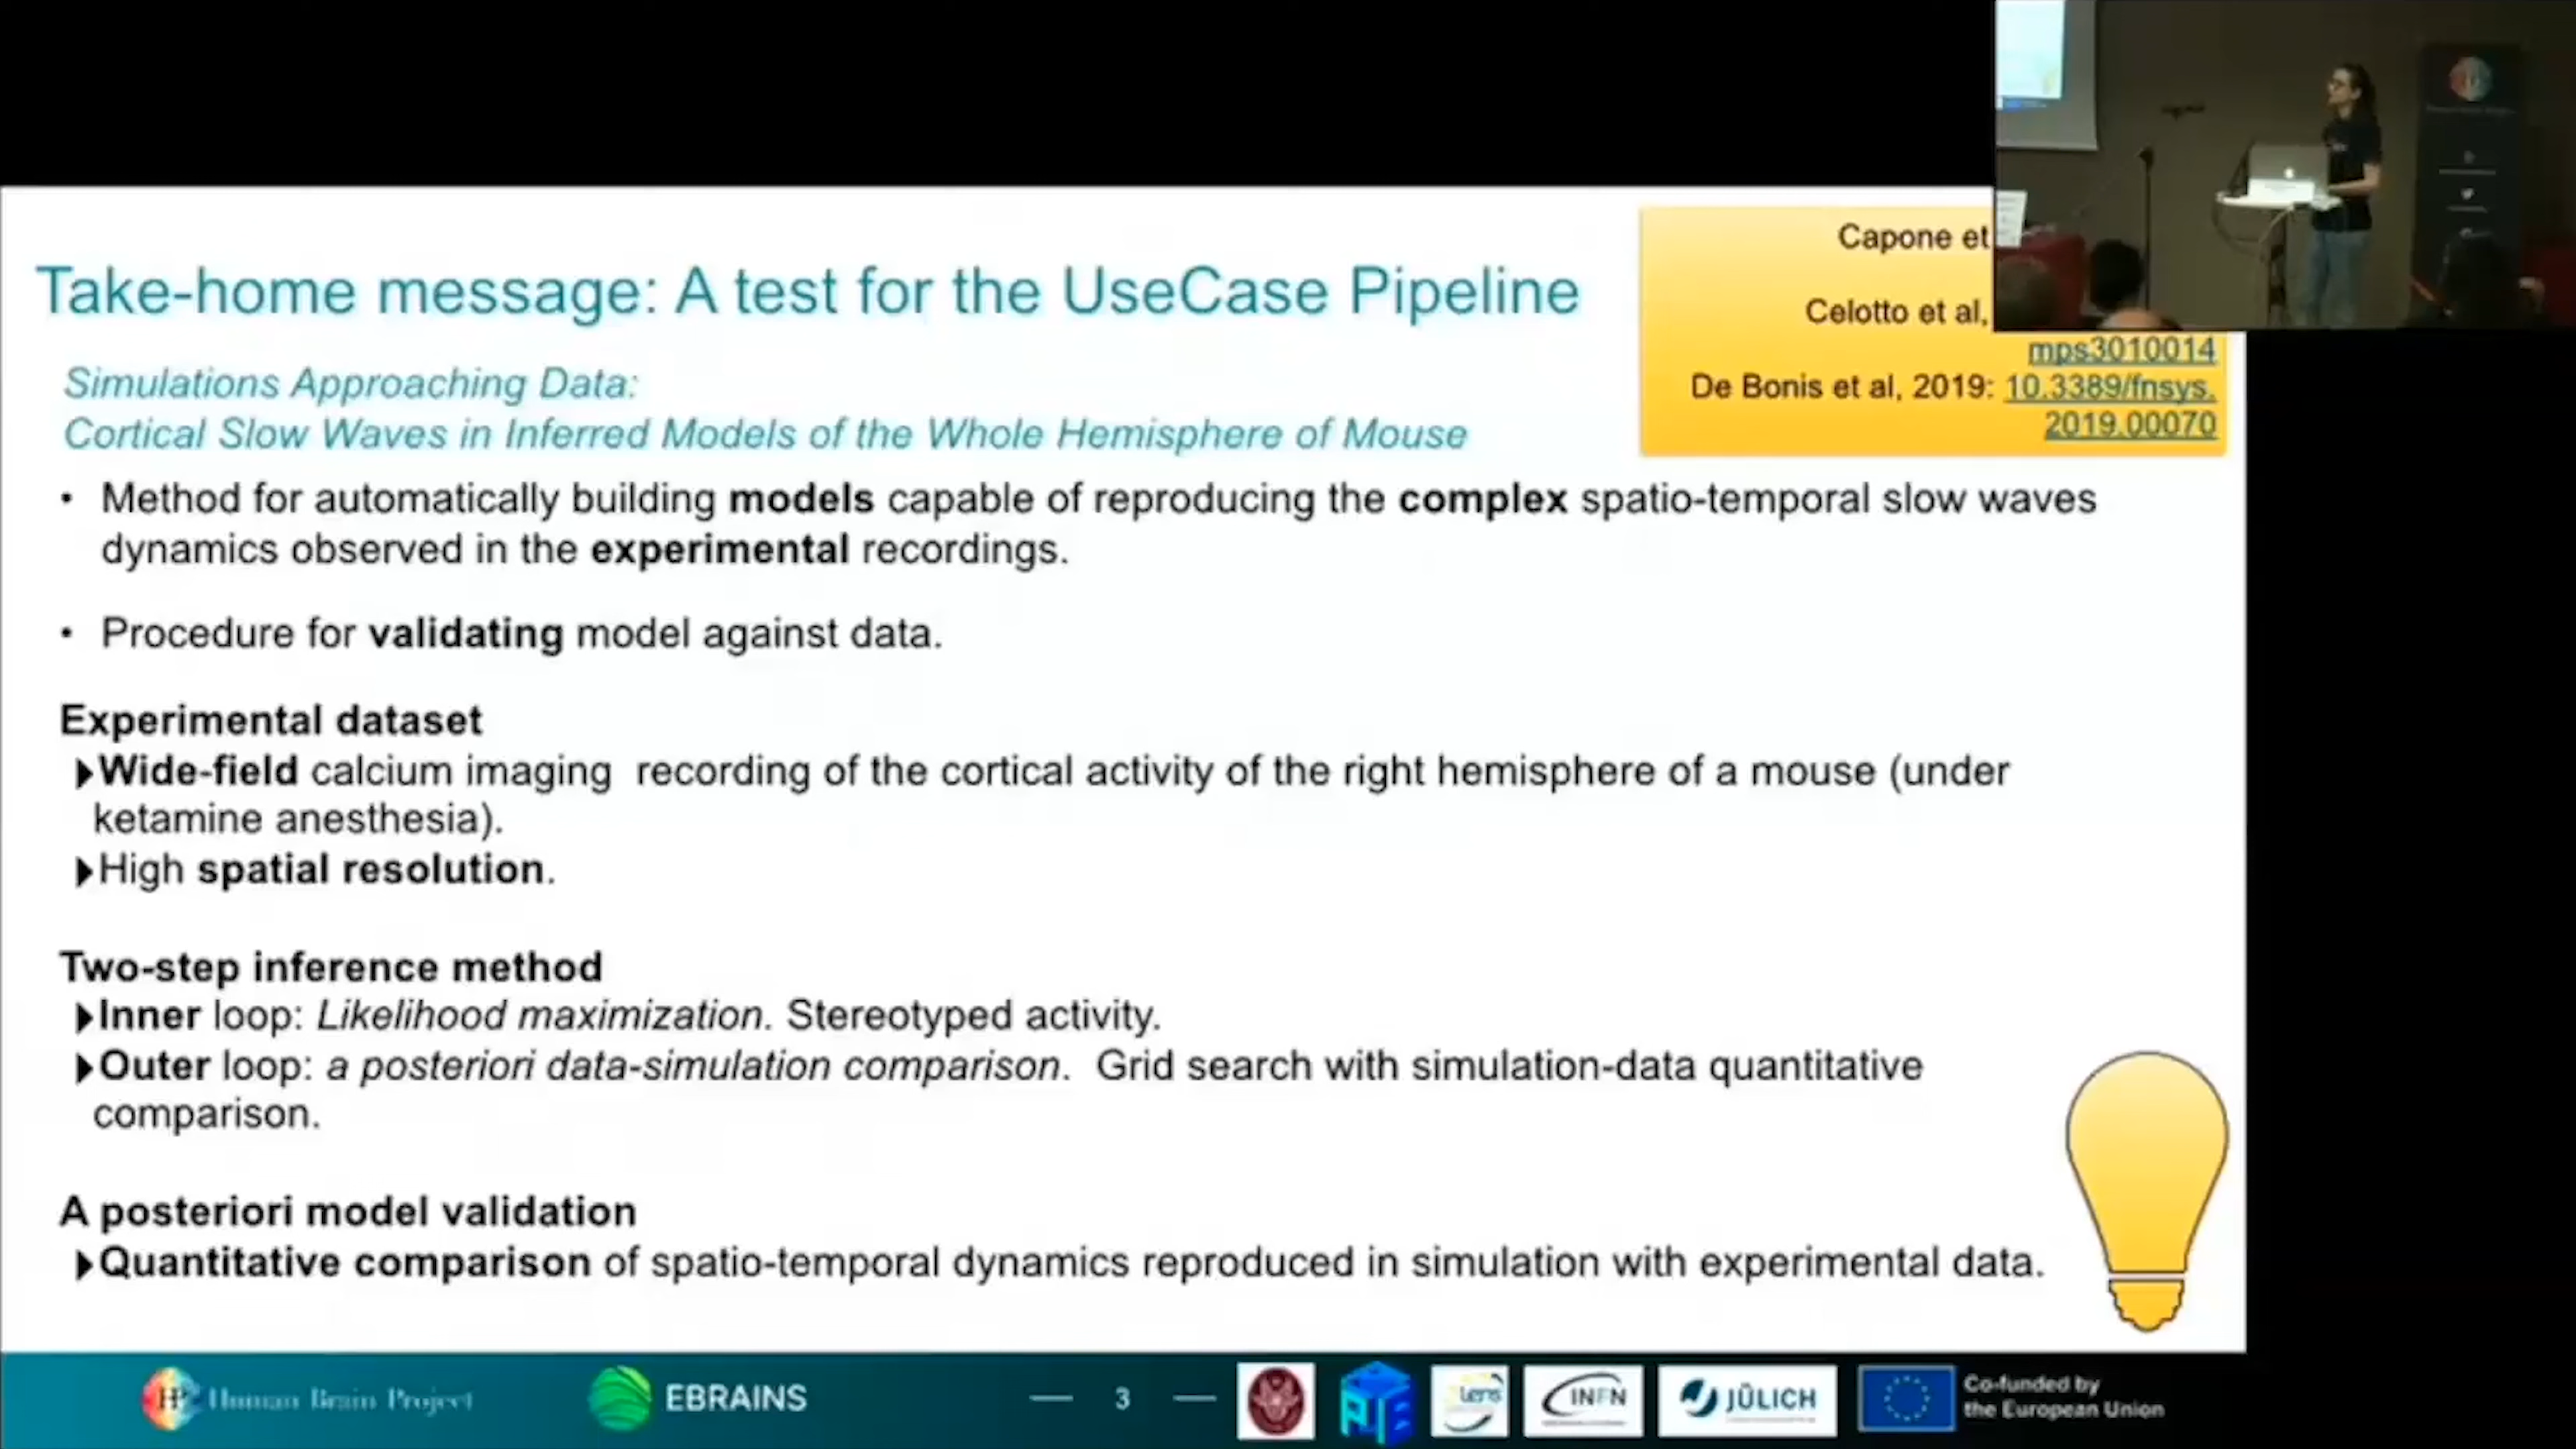 Capone et
Take-home message: A test for the UseCase Pipeline
Celotto et al,
mps3010014
De Bonis et al, 2019: 10.3389/fnsys.
2019.00070
Simulations Approaching Data:
Cortical Slow Waves in Inferred Models of the Whole Hemisphere of Mouse
• Method for automatically building models capable of reproducing the complex spatio-temporal slow waves
dynamics observed in the experimental recordings.
• Procedure for validating model against data.
Experimental dataset
Wide-field calcium imaging recording of the cortical activity of the right hemisphere of a mouse (under
ketamine anesthesia).
High spatial resolution.
Two-step inference method
Inner loop: Likelihood maximization. Stereotyped activity.
Outer loop: a posteriori data-simulation comparison. Grid search with simulation-data quantitative
comparison.
A posteriori model validation
Quantitative comparison of spatio-temporal dynamics reproduced in simulation with experimental data.
Human Brain Project
EBRAINS
— 3 —
APE
Lens
INFN
JÜLICH
Co-funded by
the European Union